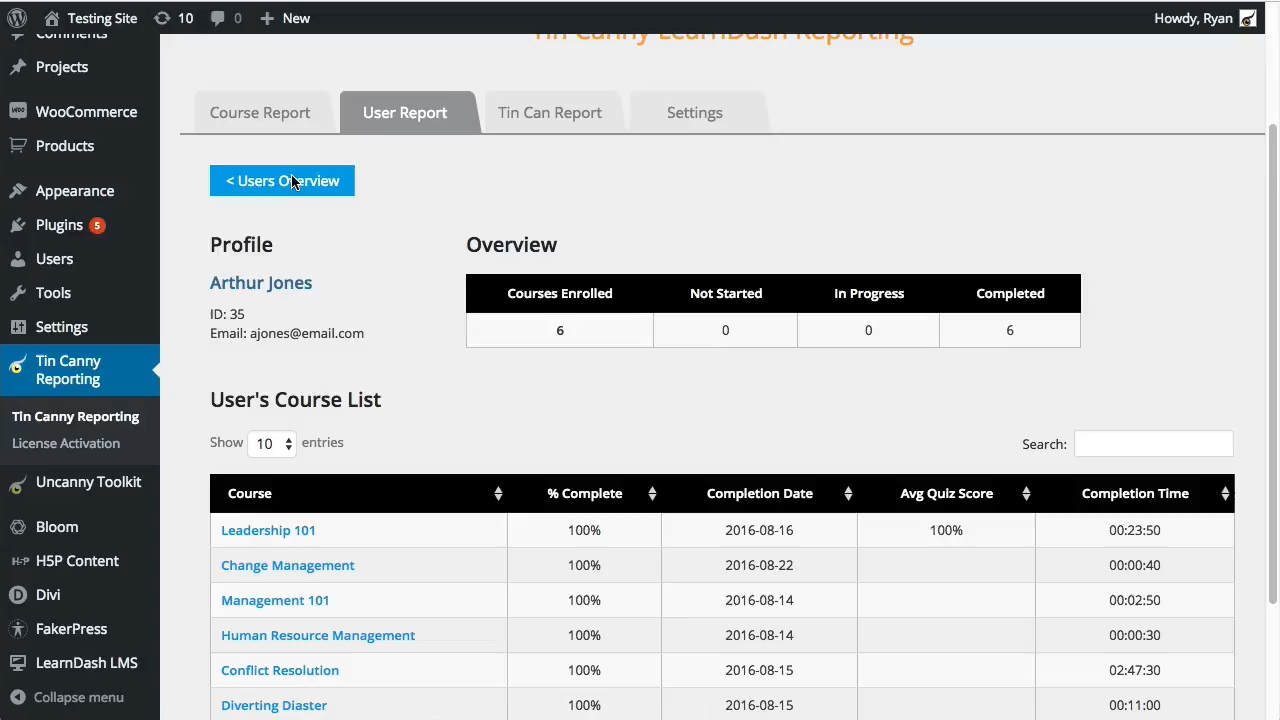 Testing Site 10 0 New Howdy, Ryan
Comments
Projects
WooCommerce
Products
Appearance
Plugins 5
Users
Tools
Settings
Tin Canny
Reporting
Tin Canny Reporting
License Activation
Uncanny Toolkit
Bloom
H-P H5P Content
Divi
FakerPress
LearnDash LMS
Collapse menu
Tin Canny LearnDash Reporting
Course Report User Report Tin Can Report Settings
< Users Overview
Profile Overview
Arthur Jones
ID: 35
Email: ajones@email.com
Courses Enrolled Not Started In Progress Completed
6 0 0 6
User's Course List
Show 10 entries Search:
Course % Complete Completion Date Avg Quiz Score Completion Time
Leadership 101 100% 2016-08-16 100% 00:23:50
Change Management 100% 2016-08-22 00:00:40
Management 101 100% 2016-08-14 00:02:50
Human Resource Management 100% 2016-08-14 00:00:30
Conflict Resolution 100% 2016-08-15 02:47:30
Diverting Diaster 100% 2016-08-15 00:11:00